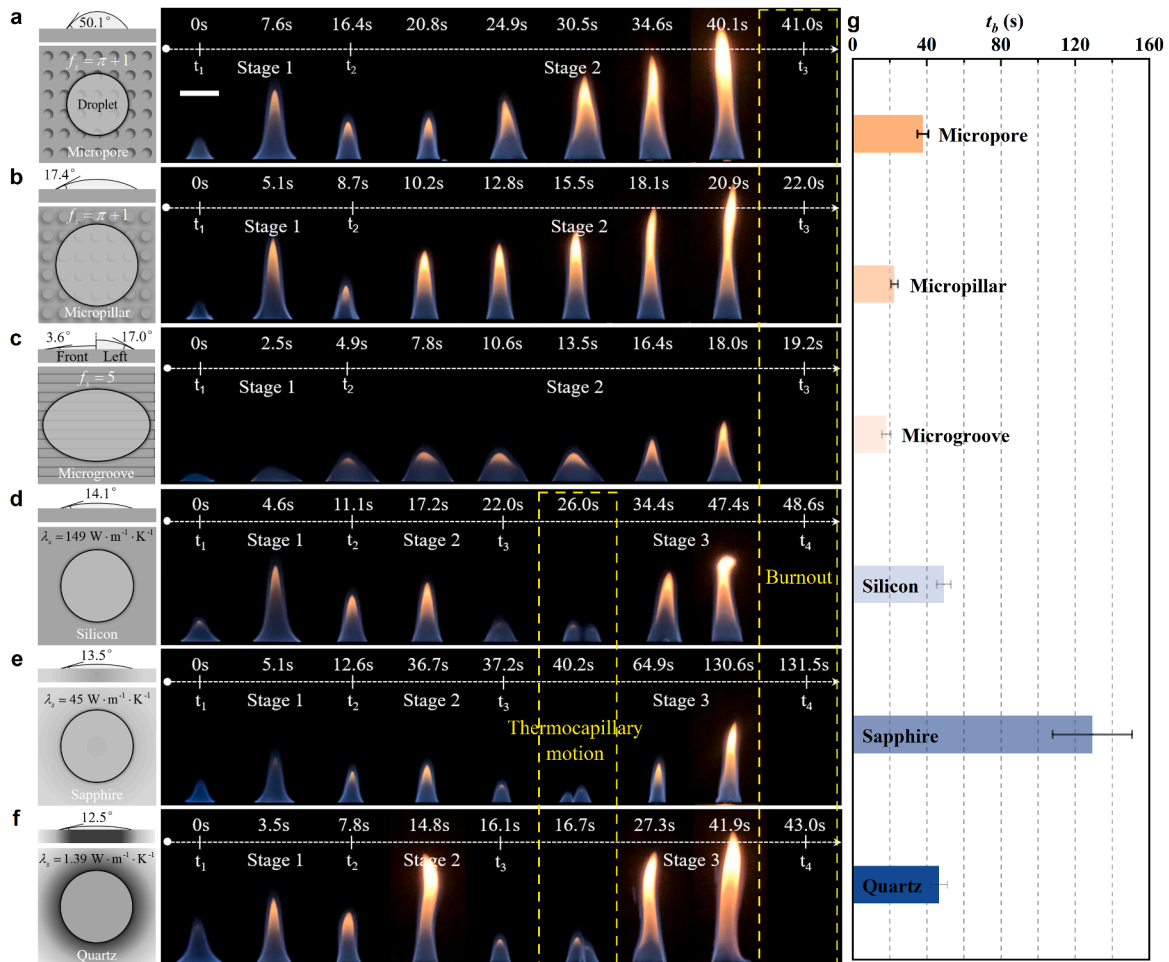 a
50.1°
f_s = π+1
Droplet
Micropore
0s 7.6s 16.4s 20.8s 24.9s 30.5s 34.6s 40.1s 41.0s
t₁ Stage 1 t₂ Stage 2 t₃
b
17.4°
f_s = π+1
Micropillar
0s 5.1s 8.7s 10.2s 12.8s 15.5s 18.1s 20.9s 22.0s
t₁ Stage 1 t₂ Stage 2 t₃
c
3.6° 17.0°
Front Left
f_s = 5
Microgroove
0s 2.5s 4.9s 7.8s 10.6s 13.5s 16.4s 18.0s 19.2s
t₁ Stage 1 t₂ Stage 2 t₃
d
14.1°
λ_s = 149 W·m⁻¹·K⁻¹
Silicon
0s 4.6s 11.1s 17.2s 22.0s 26.0s 34.4s 47.4s 48.6s
t₁ Stage 1 t₂ Stage 2 t₃ Stage 3 t₄
Burnout
e
13.5°
λ_s = 45 W·m⁻¹·K⁻¹
Sapphire
0s 5.1s 12.6s 36.7s 37.2s 40.2s 64.9s 130.6s 131.5s
t₁ Stage 1 t₂ Stage 2 t₃ Stage 3 t₄
Thermocapillary
motion
f
12.5°
λ_s = 1.39 W·m⁻¹·K⁻¹
Quartz
0s 3.5s 7.8s 14.8s 16.1s 16.7s 27.3s 41.9s 43.0s
t₁ Stage 1 t₂ Stage 2 t₃ Stage 3 t₄
g
t_b (s)
0 40 80 120 160
Micropore
Micropillar
Microgroove
Silicon
Sapphire
Quartz